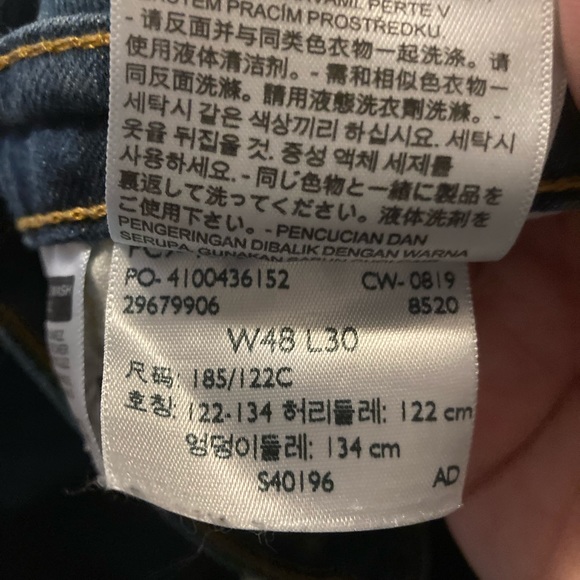 PERTE V
ISTÉM PRACÍM PROSTŘEDKU
- 请反面并与同类色衣物一起洗涤。请
使用液体清洁剂。- 需和相似色衣物一
同反面洗滌。請用液態洗衣劑洗滌。-
세탁시 같은 색상끼리 하십시요. 세탁시
옷을 뒤집을 것. 중성 액체 세제를
사용하세요. - 同じ色物と一緒に製品を
裏返して洗ってください。液体洗剤を
ご使用下さい。- PENCUCIAN DAN
PENGERINGAN DIBALIK DENGAN WARNA
SERUPA. GUNAKAN
PO- 4100436152 CW- 0819
29679906 8520
W48 L30
尺码: 185/122C
호칭: 122-134 허리둘레: 122 cm
엉덩이둘레: 134 cm
S40196 AD